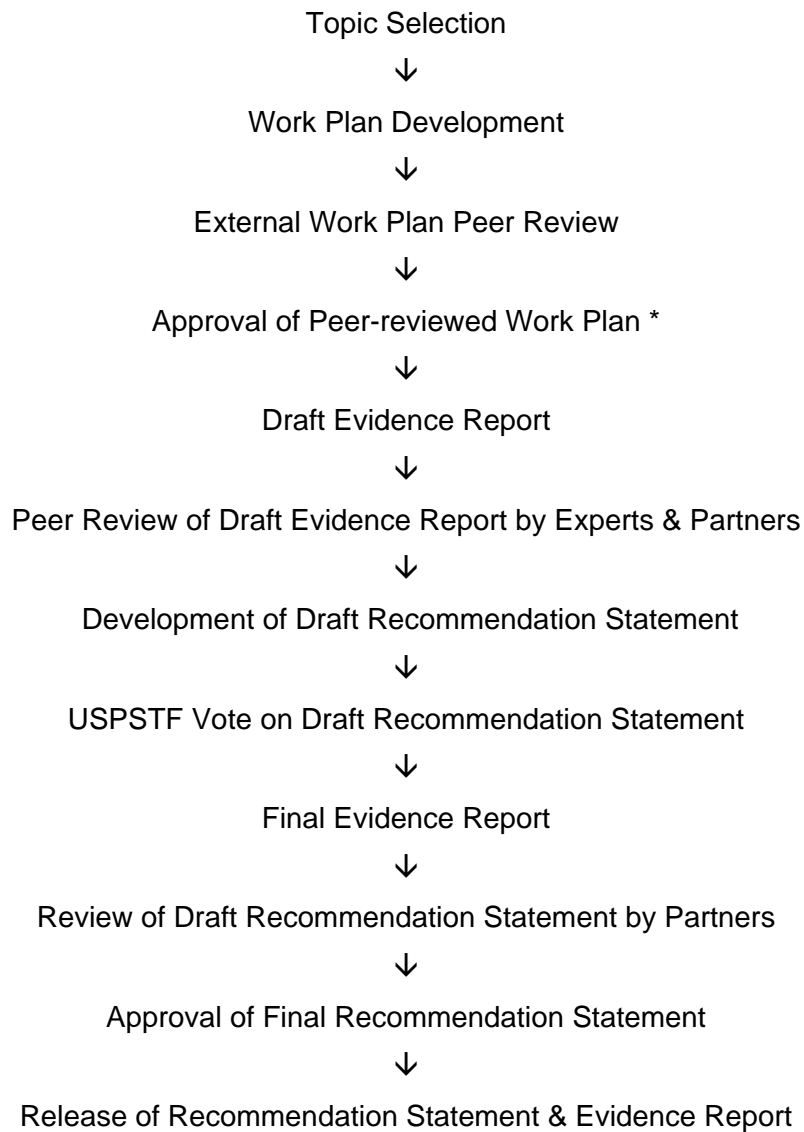 Topic Selection
↓
Work Plan Development
↓
External Work Plan Peer Review
↓
Approval of Peer-reviewed Work Plan *
↓
Draft Evidence Report
↓
Peer Review of Draft Evidence Report by Experts & Partners
↓
Development of Draft Recommendation Statement
↓
USPSTF Vote on Draft Recommendation Statement
↓
Final Evidence Report
↓
Review of Draft Recommendation Statement by Partners
↓
Approval of Final Recommendation Statement
↓
Release of Recommendation Statement & Evidence Report